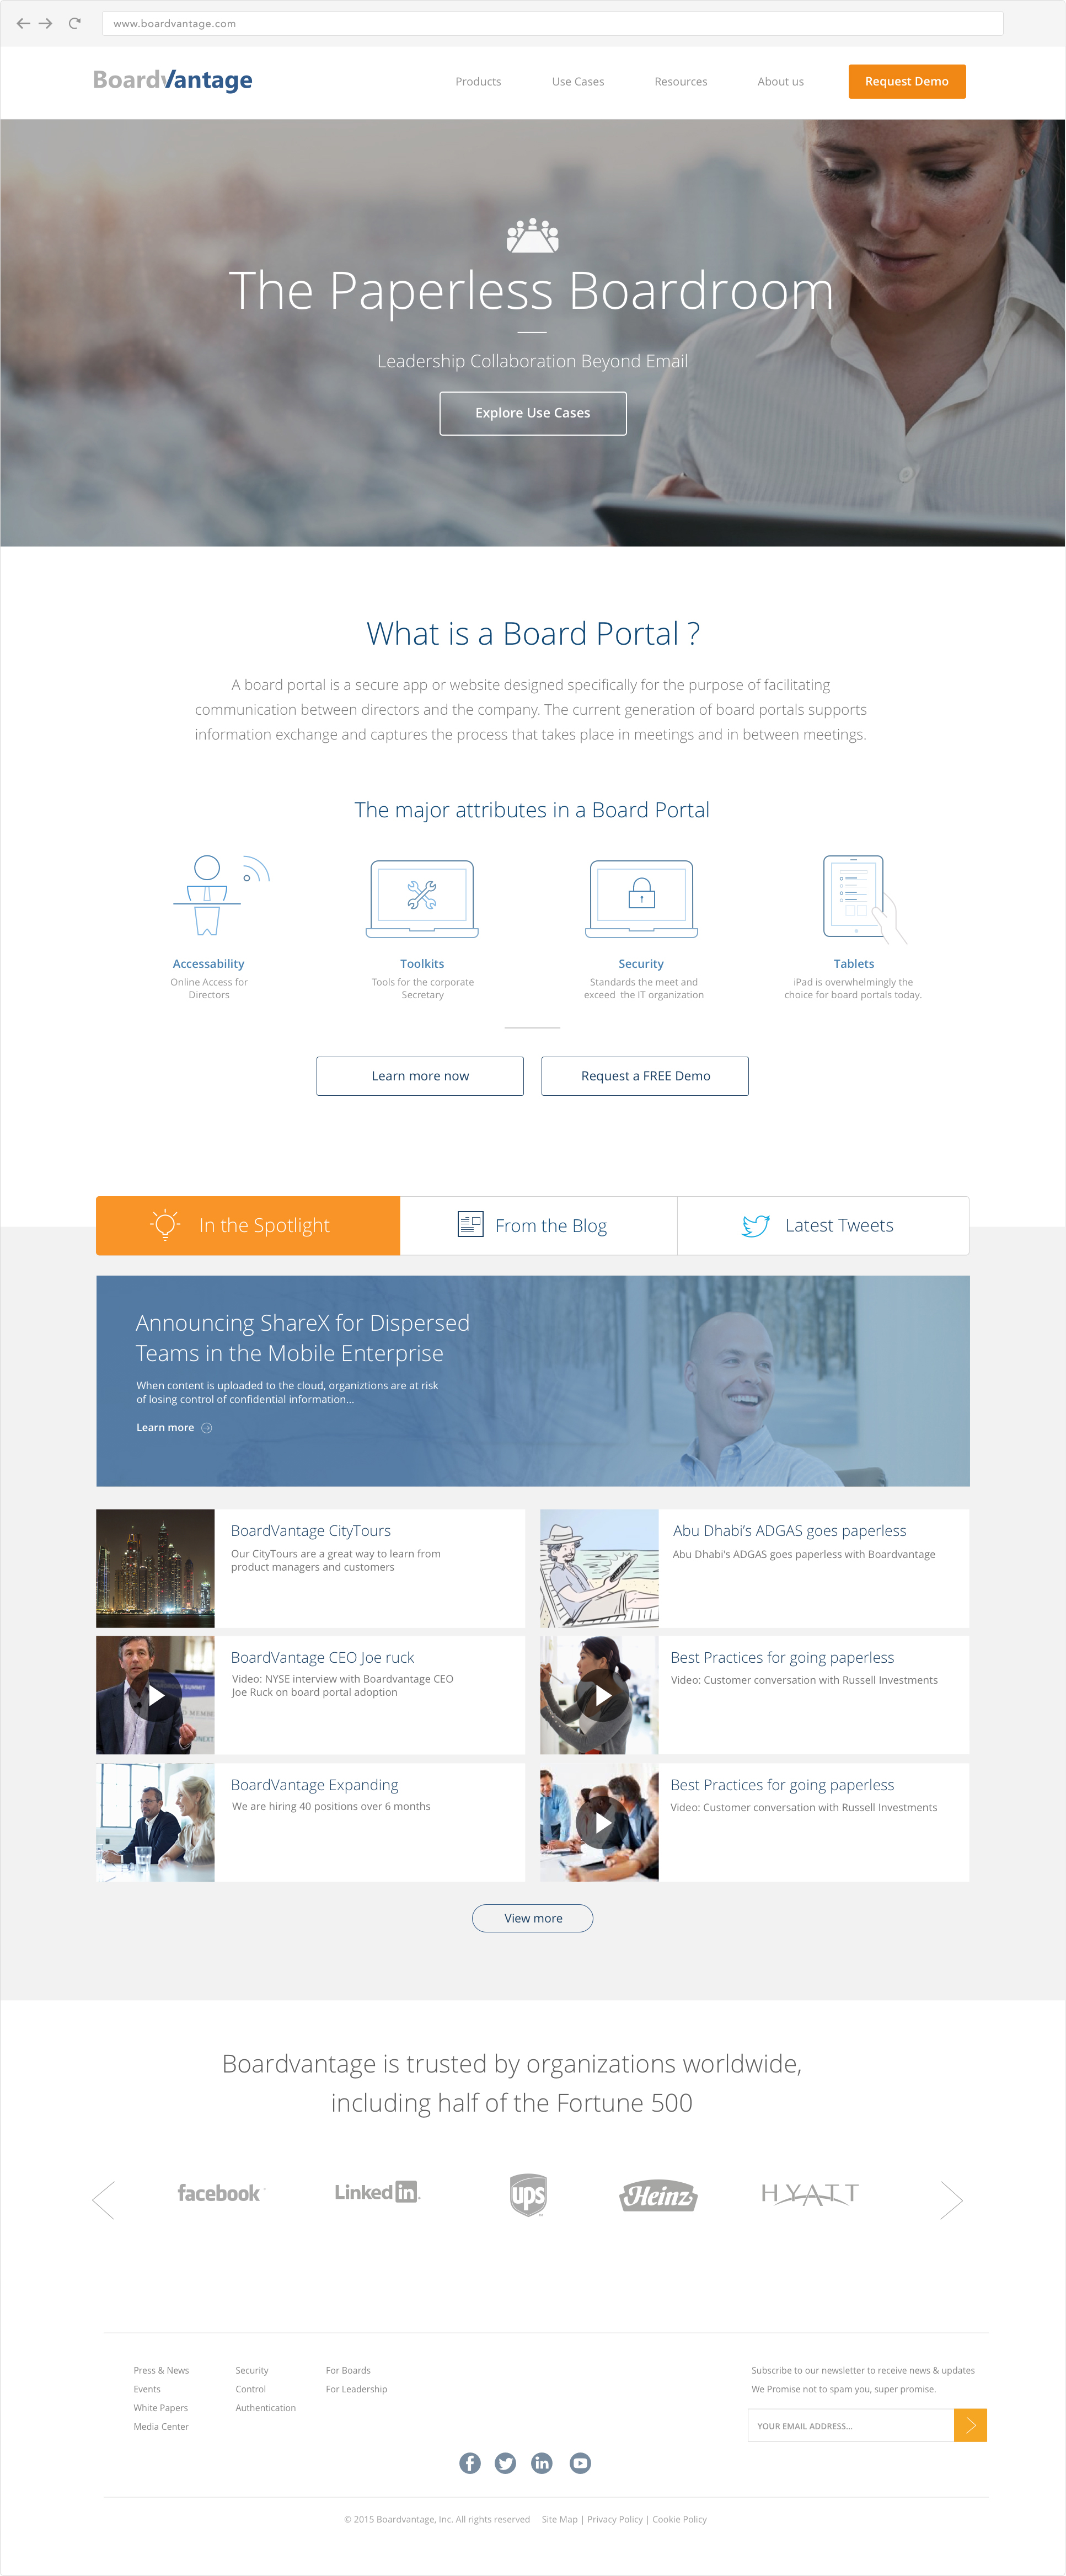 www.boardvantage.com
BoardVantage
Products
Use Cases
Resources
About us
Request Demo
The Paperless Boardroom
Leadership Collaboration Beyond Email
Explore Use Cases
What is a Board Portal ?
A board portal is a secure app or website designed specifically for the purpose of facilitating
communication between directors and the company. The current generation of board portals supports
information exchange and captures the process that takes place in meetings and in between meetings.
The major attributes in a Board Portal
Accessability
Online Access for
Directors
Toolkits
Tools for the corporate
Secretary
Security
Standards the meet and
exceed the IT organization
Tablets
iPad is overwhelmingly the
choice for board portals today.
Learn more now
Request a FREE Demo
In the Spotlight
From the Blog
Latest Tweets
Announcing ShareX for Dispersed
Teams in the Mobile Enterprise
When content is uploaded to the cloud, organiztions are at risk
of losing control of confidential information...
Learn more
BoardVantage CityTours
Our CityTours are a great way to learn from
product managers and customers
Abu Dhabi's ADGAS goes paperless
Abu Dhabi's ADGAS goes paperless with Boardvantage
BoardVantage CEO Joe ruck
Video: NYSE interview with Boardvantage CEO
Joe Ruck on board portal adoption
SUMMIT
Best Practices for going paperless
Video: Customer conversation with Russell Investments
BoardVantage Expanding
We are hiring 40 positions over 6 months
Best Practices for going paperless
Video: Customer conversation with Russell Investments
View more
Boardvantage is trusted by organizations worldwide,
including half of the Fortune 500
facebook
Linked in
ups
Heinz
HYATT
Press & News
Events
White Papers
Media Center
Security
Control
Authentication
For Boards
For Leadership
Subscribe to our newsletter to receive news & updates
We Promise not to spam you, super promise.
YOUR EMAIL ADDRESS...
© 2015 Boardvantage, Inc. All rights reserved Site Map | Privacy Policy | Cookie Policy